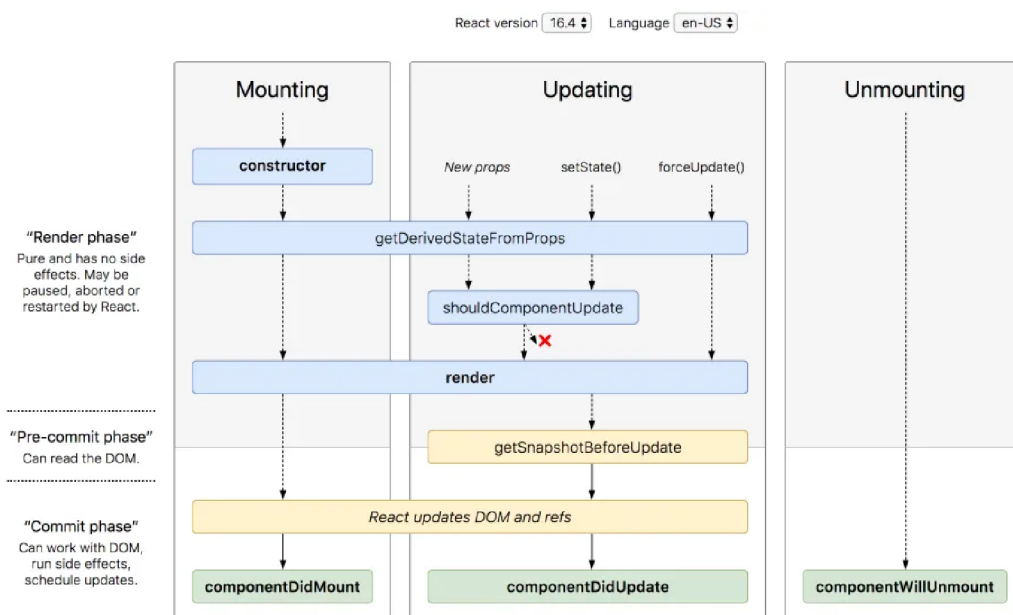 React version 16.4 Language en-US
Mounting
Updating
Unmounting
constructor
New props
setState()
forceUpdate()
"Render phase"
Pure and has no side
effects. May be
paused, aborted or
restarted by React.
getDerivedStateFromProps
shouldComponentUpdate
render
"Pre-commit phase"
Can read the DOM.
getSnapshotBeforeUpdate
"Commit phase"
Can work with DOM,
run side effects,
schedule updates.
React updates DOM and refs
componentDidMount
componentDidUpdate
componentWillUnmount